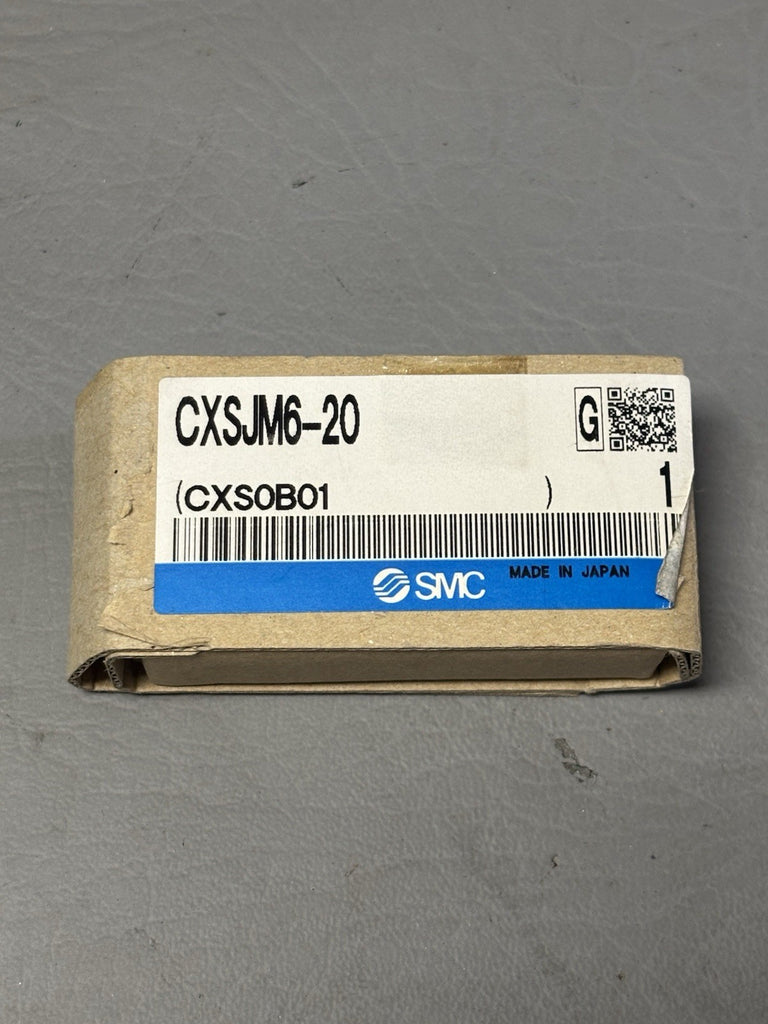 CXSJM6-20
G
(CXS0B01 )
1
SMC
MADE IN JAPAN